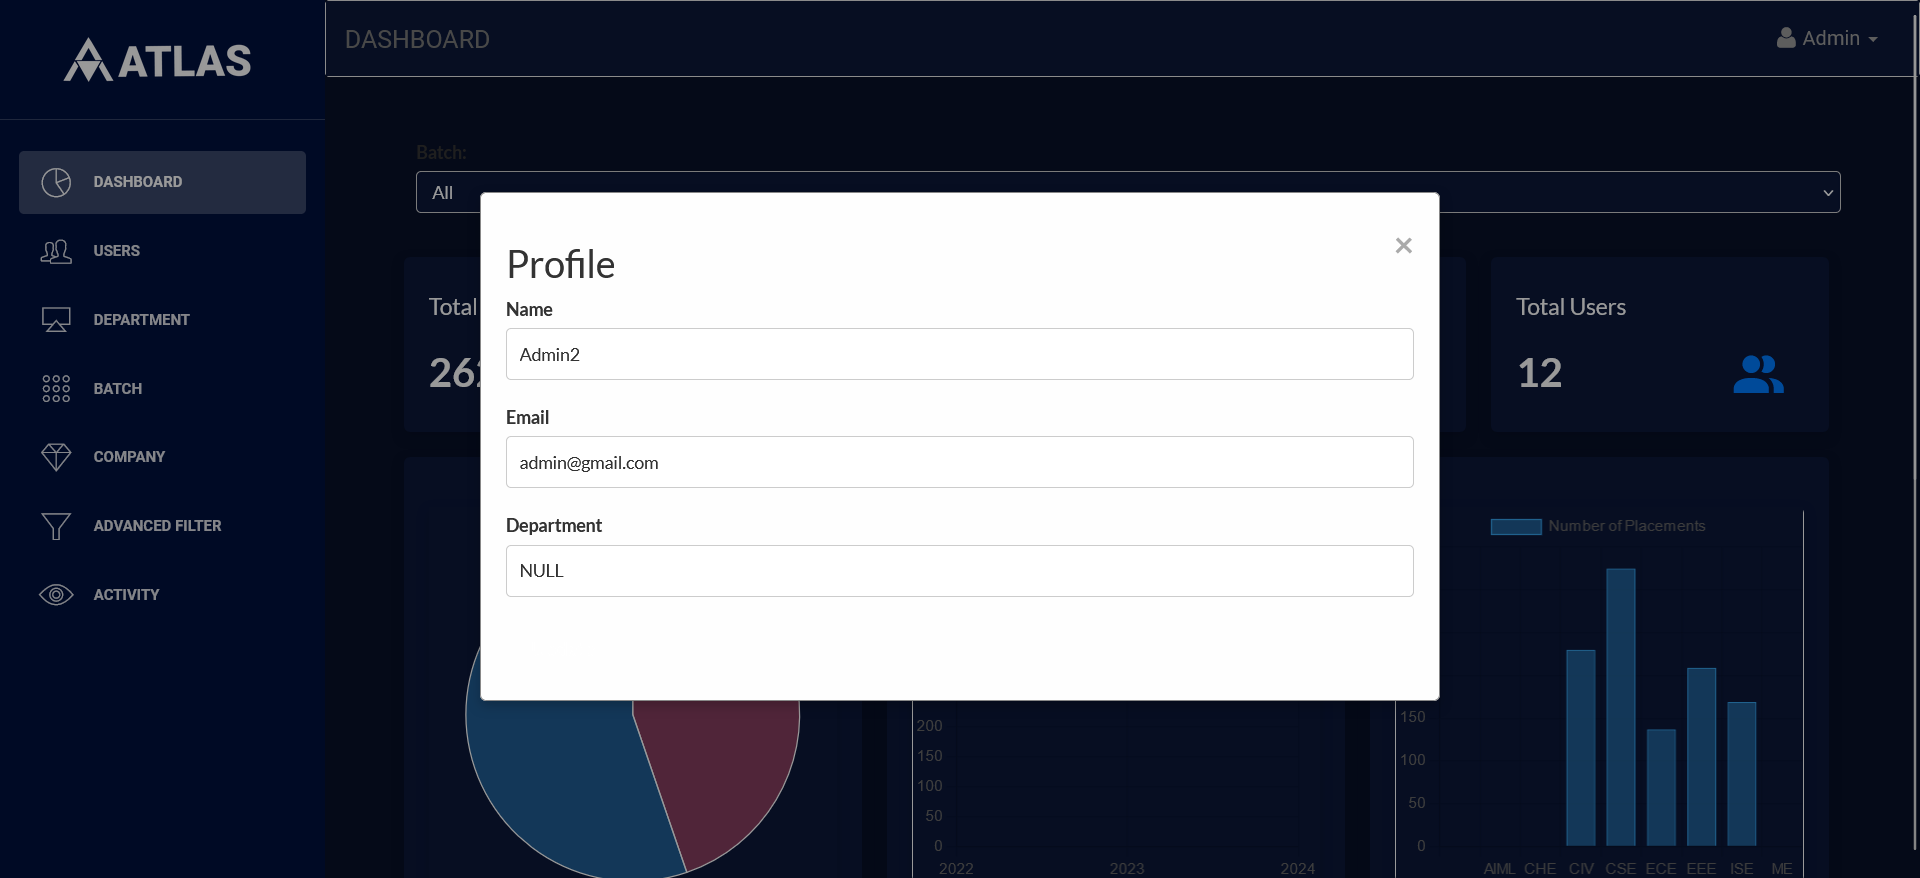 ATLAS
DASHBOARD
USERS
DEPARTMENT
BATCH
COMPANY
ADVANCED FILTER
ACTIVITY
DASHBOARD
Admin
Batch:
All
Total
Total Users
12
Profile
×
Name
Admin2
Email
admin@gmail.com
Department
NULL
200
150
100
50
0
2022 2023 2024
Number of Placements
150
100
50
0
AIML CHE CIV CSE ECE EEE ISE ME